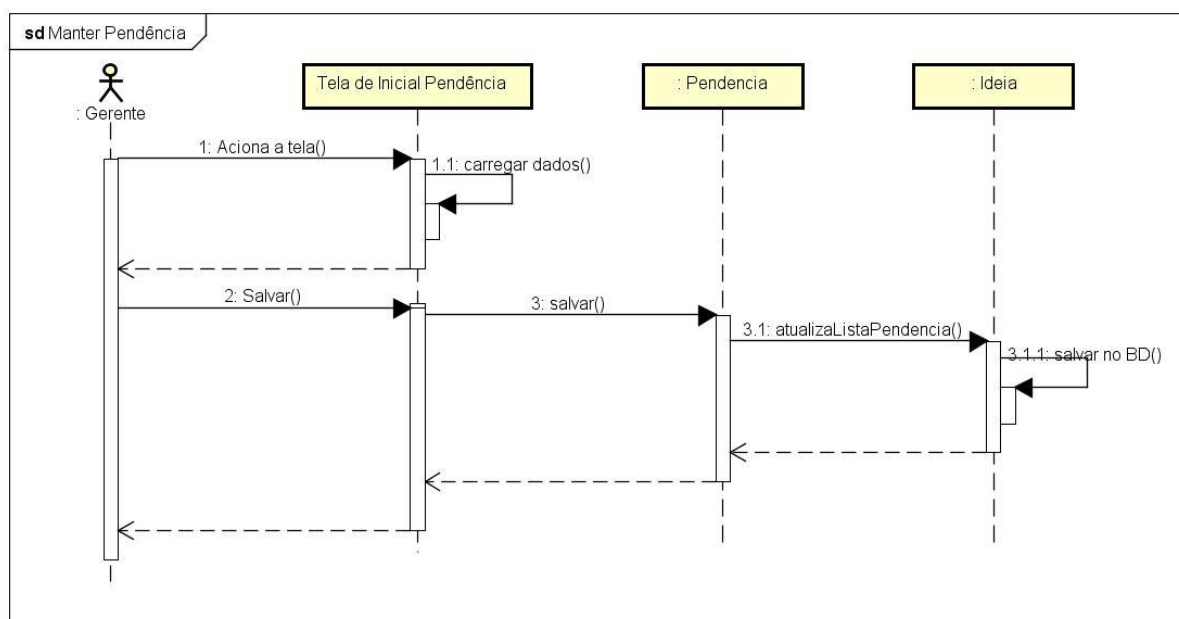 sd Manter Pendência
: Gerente
Tela de Inicial Pendência
: Pendencia
: Ideia
1: Aciona a tela()
1.1: carregar dados()
2: Salvar()
3: salvar()
3.1: atualizaListaPendencia()
3.1.1: salvar no BD()